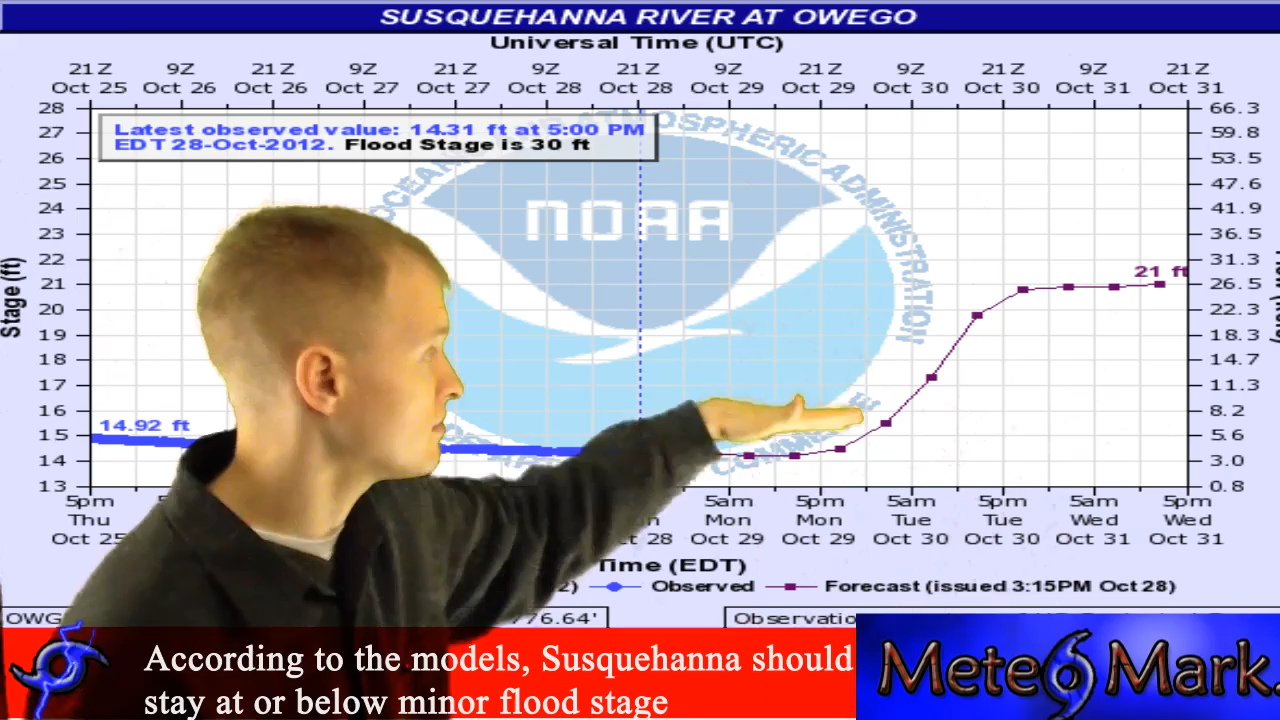 SUSQUEHANNA RIVER AT OWEGO
Universal Time (UTC)
21Z 9Z 21Z 9Z 21Z 9Z 21Z 9Z 21Z 9Z 21Z 9Z 21Z
Oct 25 Oct 26 Oct 26 Oct 27 Oct 27 Oct 28 Oct 28 Oct 29 Oct 29 Oct 30 Oct 30 Oct 31 Oct 31
Latest observed value: 14.31 ft at 5:00 PM
EDT 28-Oct-2012. Flood Stage is 30 ft
Stage (ft)
28 66.3
27 59.8
26 53.5
25 47.6
24 41.9
23 36.5
22 31.3
21 26.5
20 22.3
19 18.3
18 14.7
17 11.3
16 8.2
15 5.6
14 3.0
13 0.8
NOAA
ATMOSPHERIC ADMINISTRATION
14.92 ft
21 ft
5pm 5am 5pm 5am 5pm 5am 5pm
Thu Mon Mon Tue Tue Wed Wed
Oct 25 28 Oct 29 Oct 29 Oct 30 Oct 30 Oct 31 Oct 31
Time (EDT)
Observed Forecast (issued 3:15PM Oct 28)
OWG 776.64' Observatio
According to the models, Susquehanna should
stay at or below minor flood stage
Mete Mark.